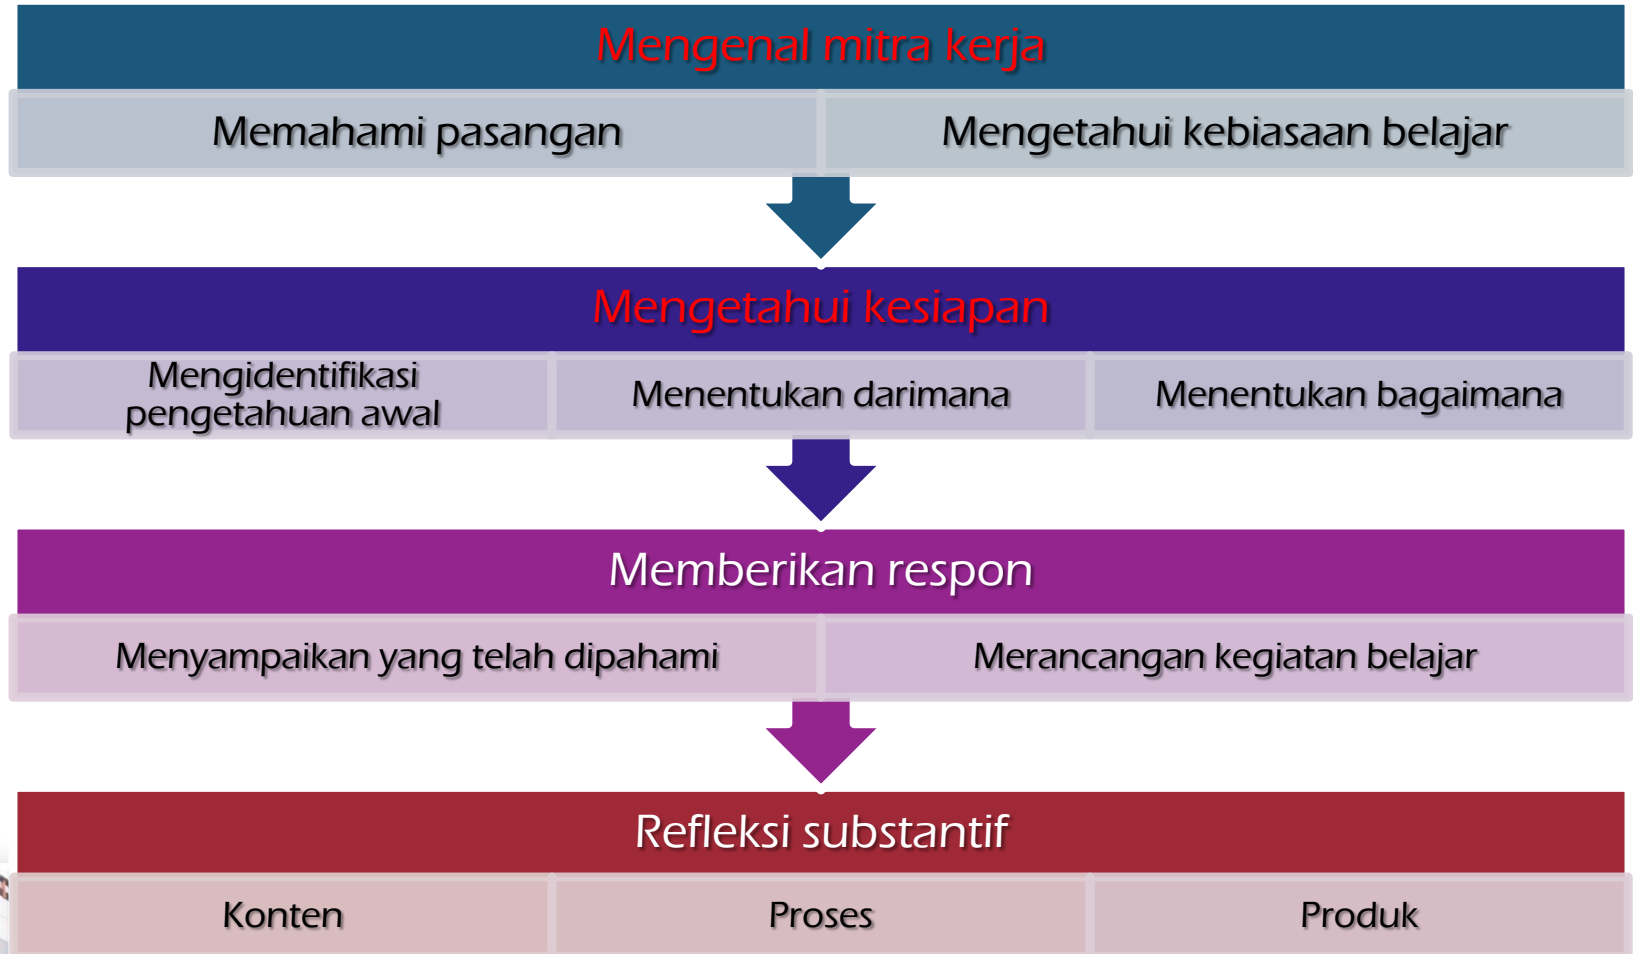 Mengenal mitra kerja
Memahami pasangan
Mengetahui kebiasaan belajar
Mengetahui kesiapan
Mengidentifikasi
pengetahuan awal
Menentukan darimana
Menentukan bagaimana
Memberikan respon
Menyampaikan yang telah dipahami
Merancangan kegiatan belajar
Refleksi substantif
Konten
Proses
Produk